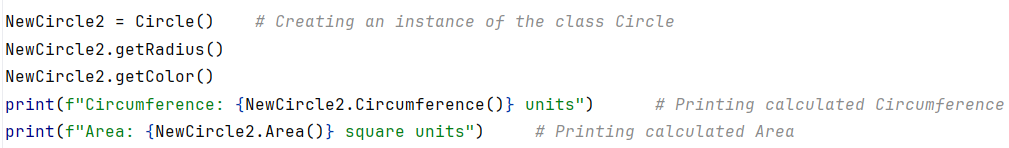 NewCircle2 = Circle()    # Creating an instance of the class Circle
NewCircle2.getRadius()
NewCircle2.getColor()
print(f"Circumference: {NewCircle2.Circumference()} units")      # Printing calculated Circumference
print(f"Area: {NewCircle2.Area()} square units")     # Printing calculated Area